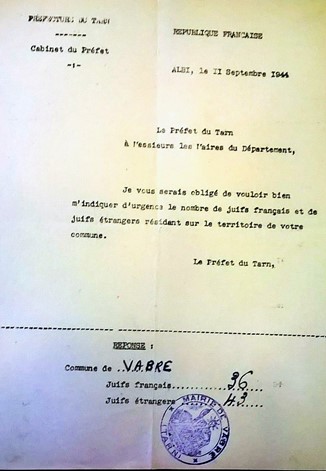 PREFECTURE DU TARN
------
Cabinet du Préfet
-:-
REPUBLIQUE FRANCAISE
ALBI, le II Septembre 1944
Le Préfet du Tarn
à Messieurs les Maires du Département,
Je vous serais obligé de vouloir bien
m'indiquer d'urgence le nombre de juifs français et de
juifs étrangers résidant sur le territoire de votre
commune.
Le Préfet du Tarn,
REPONSE :
Commune de ..VABRE
Juifs français..............36
Juifs étrangers.............43
MAIRIE DE VABRE
(TARN)